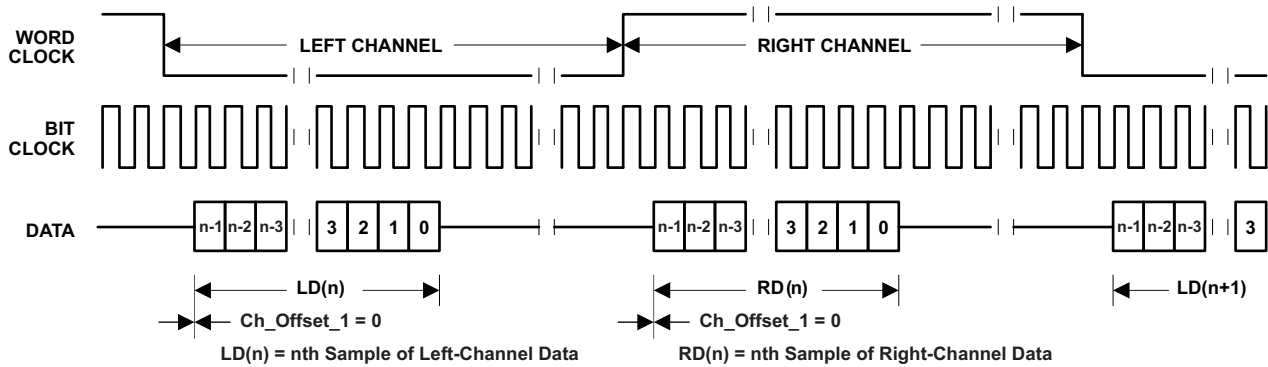 WORD
CLOCK
LEFT CHANNEL
RIGHT CHANNEL
BIT
CLOCK
DATA
n-1 n-2 n-3 3 2 1 0 n-1 n-2 n-3 3 2 1 0 n-1 n-2 n-3 3
LD(n) RD(n) LD(n+1)
Ch_Offset_1 = 0 Ch_Offset_1 = 0
LD(n) = nth Sample of Left-Channel Data RD(n) = nth Sample of Right-Channel Data